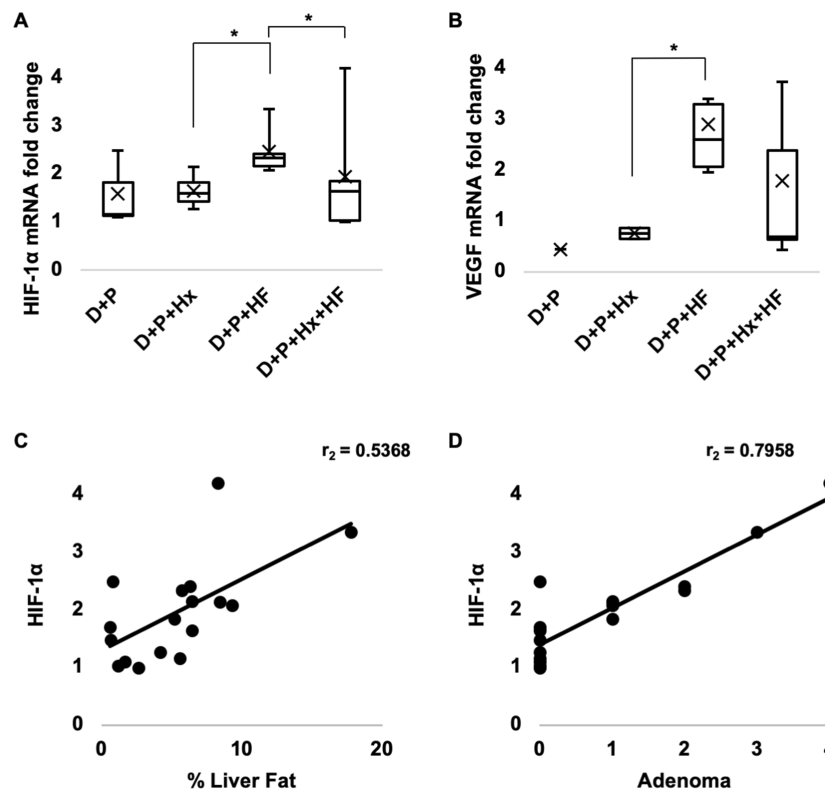 A
*
*
HIF-1α mRNA fold change
4
3
2
1
0
D+P
D+P+Hx
D+P+HF
D+P+Hx+HF
B
*
VEGF mRNA fold change
4
3
2
1
0
D+P
D+P+Hx
D+P+HF
D+P+Hx+HF
C
r₂ = 0.5368
HIF-1α
4
3
2
1
0
0
10
20
% Liver Fat
D
r₂ = 0.7958
HIF-1α
4
3
2
1
0
0
1
2
3
Adenoma